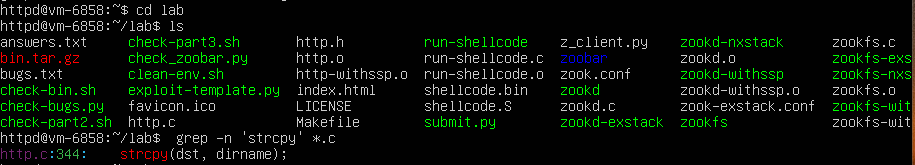 httpd@vm-6858:~$ cd lab
httpd@vm-6858:~/lab$ ls
answers.txt check-part3.sh http.h run-shellcode z_client.py zookd-nxstack zookfs.c
bin.tar.gz check_zoobar.py http.o run-shellcode.c zoobar zookd.o zookfs-exs
bugs.txt clean-env.sh http-withssp.o run-shellcode.o zook.conf zookd-withssp zookfs-nxs
check-bin.sh exploit-template.py index.html shellcode.bin zookd zookd-withssp.o zookfs.o
check-bugs.py favicon.ico LICENSE shellcode.S zookd.c zook-exstack.conf zookfs-wit
check-part2.sh http.c Makefile submit.py zookd-exstack zookfs zookfs-wit
httpd@vm-6858:~/lab$ grep -n 'strcpy' *.c
http.c:344: strcpy(dst, dirname);